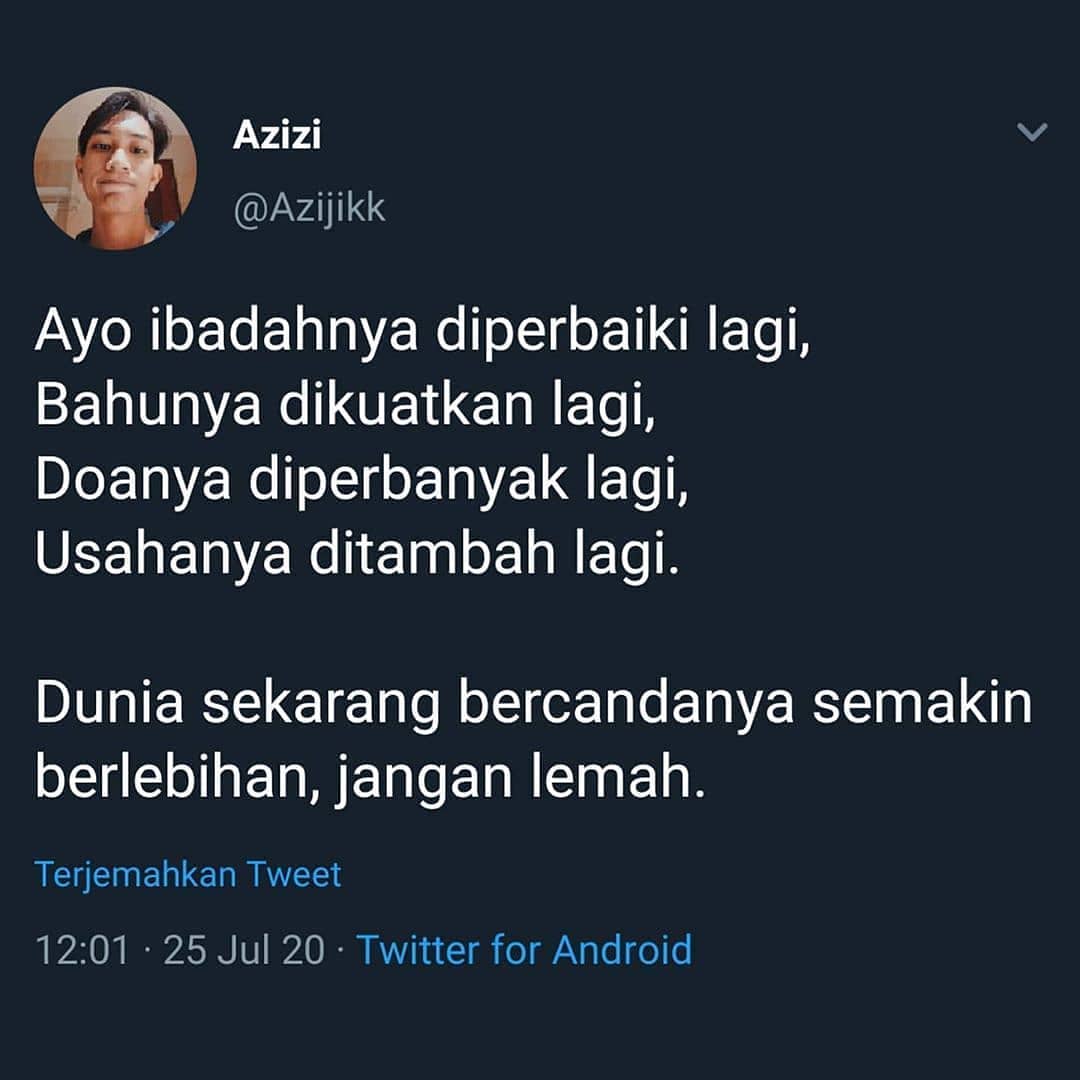 Azizi
@Azijikk
Ayo ibadahnya diperbaiki lagi,
Bahunya dikuatkan lagi,
Doanya diperbanyak lagi,
Usahanya ditambah lagi.
Dunia sekarang bercandanya semakin
berlebihan, jangan lemah.
Terjemahkan Tweet
12:01 · 25 Jul 20 · Twitter for Android